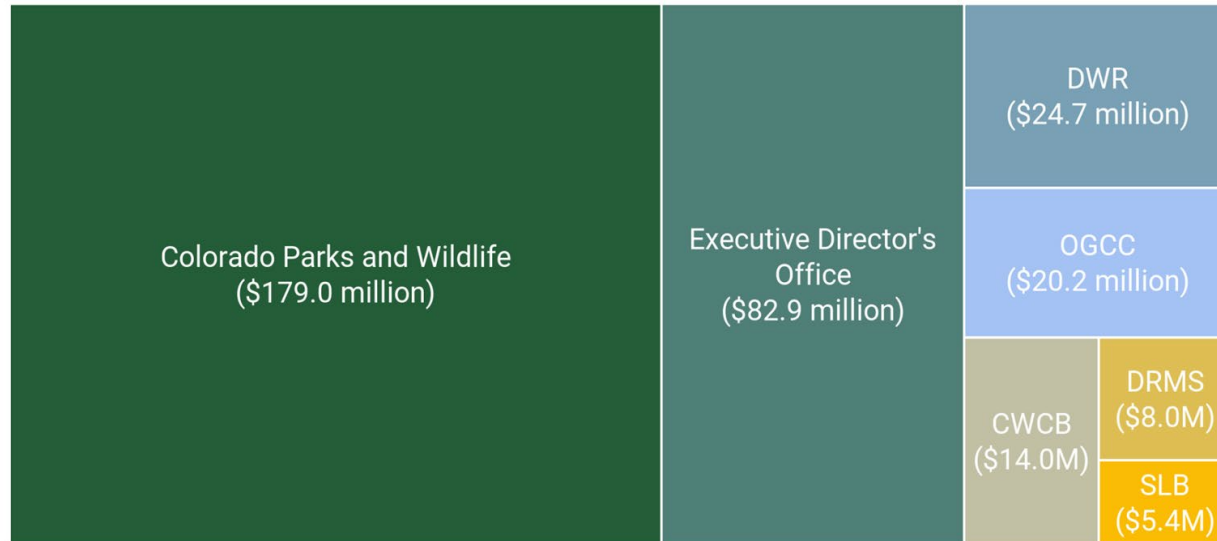 Colorado Parks and Wildlife
($179.0 million)
Executive Director's
Office
($82.9 million)
DWR
($24.7 million)
OGCC
($20.2 million)
CWCB
($14.0M)
DRMS
($8.0M)
SLB
($5.4M)